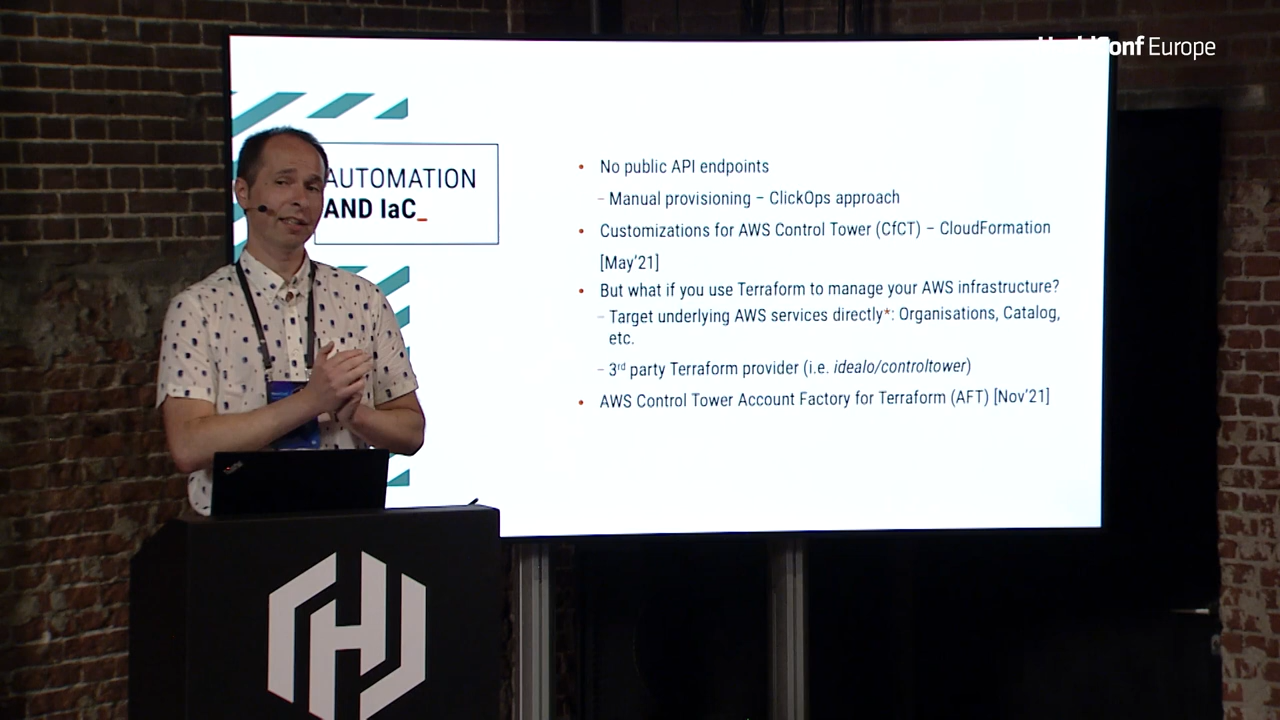 HashiConf Europe
AUTOMATION
AND IaC_
• No public API endpoints
– Manual provisioning – ClickOps approach
• Customizations for AWS Control Tower (CfCT) – CloudFormation
[May'21]
• But what if you use Terraform to manage your AWS infrastructure?
– Target underlying AWS services directly*: Organisations, Catalog,
etc.
– 3rd party Terraform provider (i.e. idealo/controltower)
• AWS Control Tower Account Factory for Terraform (AFT) [Nov'21]